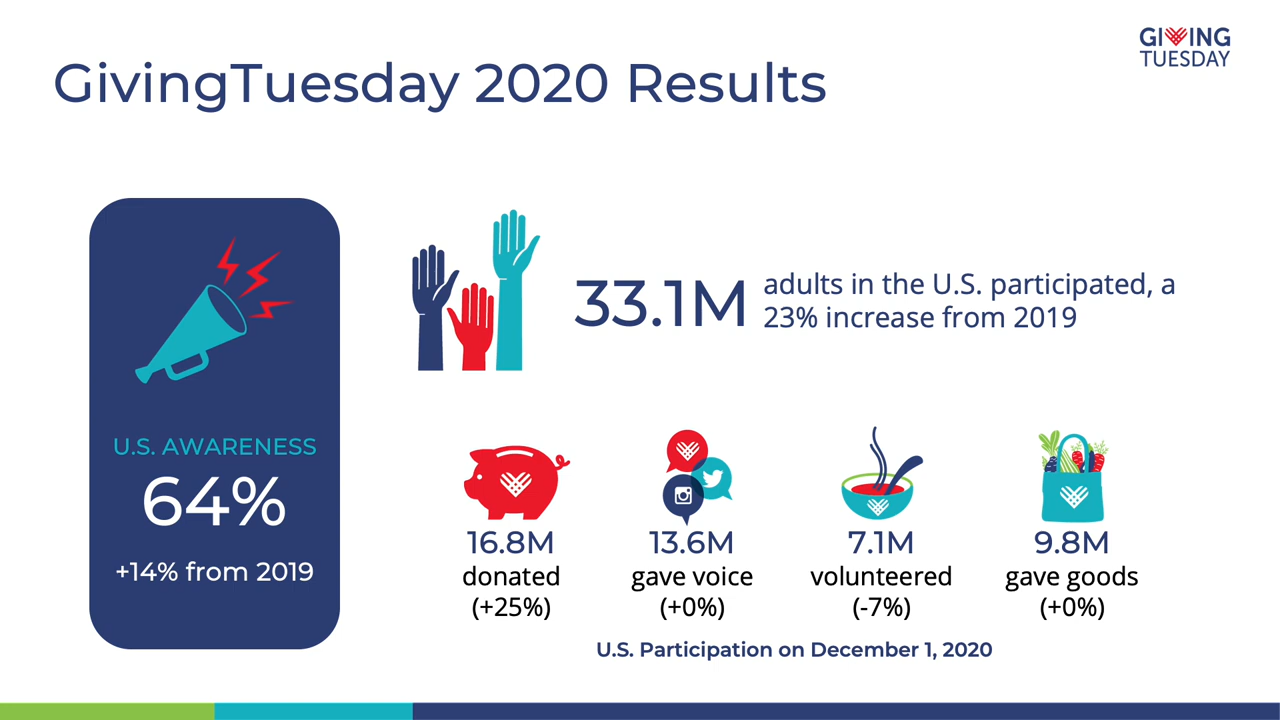 GIVING
TUESDAY
GivingTuesday 2020 Results
U.S. AWARENESS
64%
+14% from 2019
33.1M
adults in the U.S. participated, a
23% increase from 2019
16.8M
donated
(+25%)
13.6M
gave voice
(+0%)
7.1M
volunteered
(-7%)
9.8M
gave goods
(+0%)
U.S. Participation on December 1, 2020